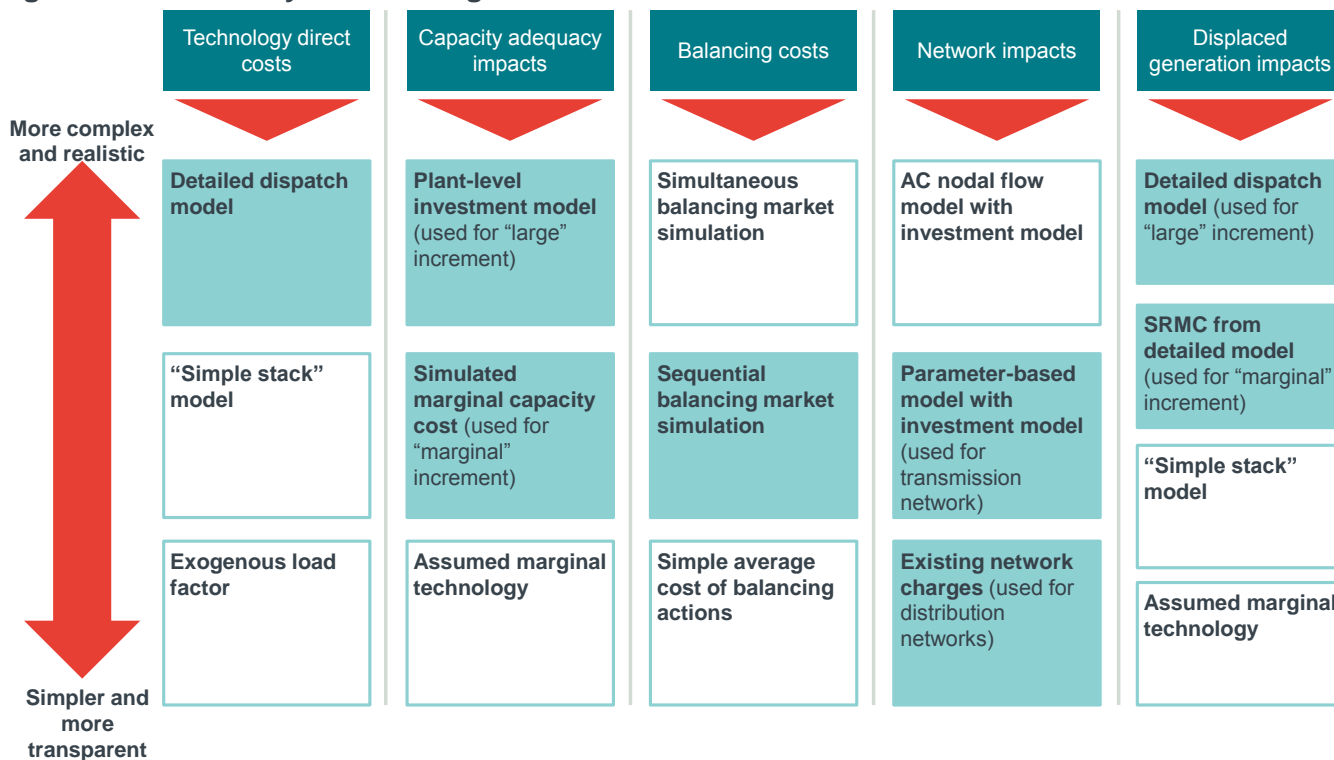 Technology direct
costs
Capacity adequacy
impacts
Balancing costs
Network impacts
Displaced
generation impacts
More complex
and realistic
Detailed dispatch
model
Plant-level
investment model
(used for “large”
increment)
Simultaneous
balancing market
simulation
AC nodal flow
model with
investment model
Detailed dispatch
model (used for
“large” increment)
SRMC from
detailed model
(used for “marginal”
increment)
“Simple stack”
model
Simulated
marginal capacity
cost (used for
“marginal”
increment)
Sequential
balancing market
simulation
Parameter-based
model with
investment model
(used for
transmission
network)
“Simple stack”
model
Exogenous load
factor
Assumed marginal
technology
Simple average
cost of balancing
actions
Existing network
charges (used for
distribution
networks)
Assumed marginal
technology
Simpler and
more
transparent